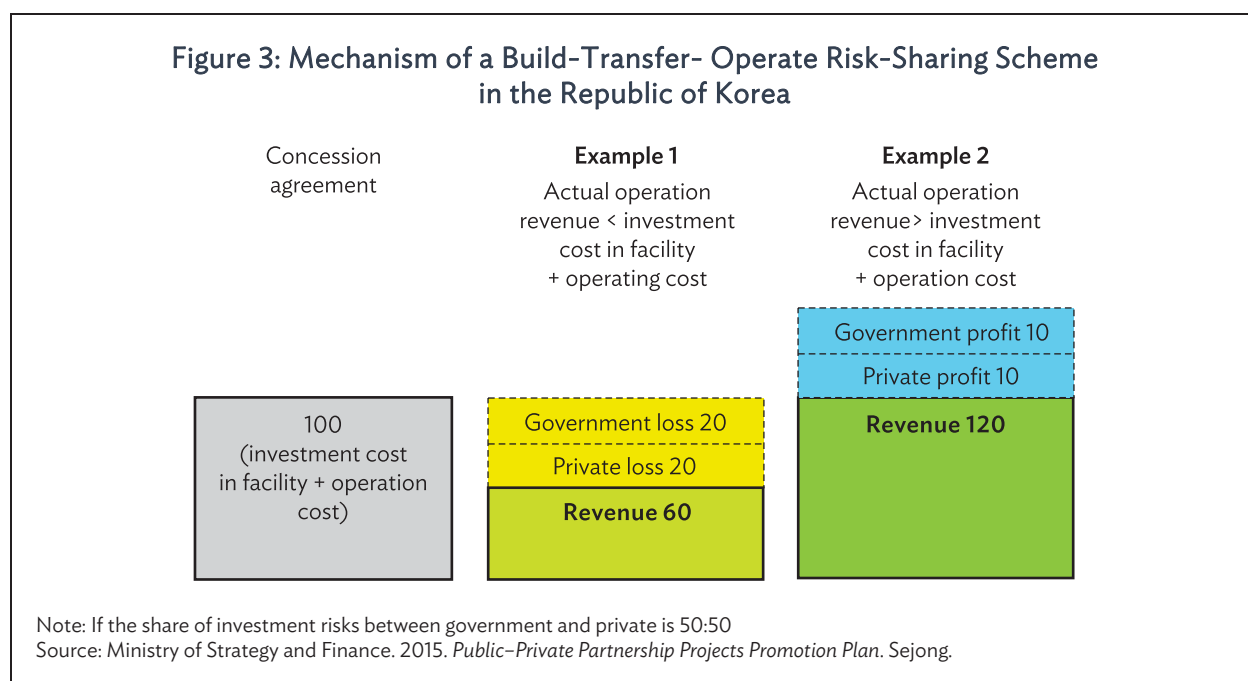 Figure 3: Mechanism of a Build-Transfer- Operate Risk-Sharing Scheme
in the Republic of Korea
Concession
agreement
Example 1
Actual operation
revenue < investment
cost in facility
+ operating cost
Example 2
Actual operation
revenue> investment
cost in facility
+ operation cost
Government profit 10
Private profit 10
100
(investment cost
in facility + operation
cost)
Government loss 20
Private loss 20
Revenue 60
Revenue 120
Note: If the share of investment risks between government and private is 50:50
Source: Ministry of Strategy and Finance. 2015. Public–Private Partnership Projects Promotion Plan. Sejong.